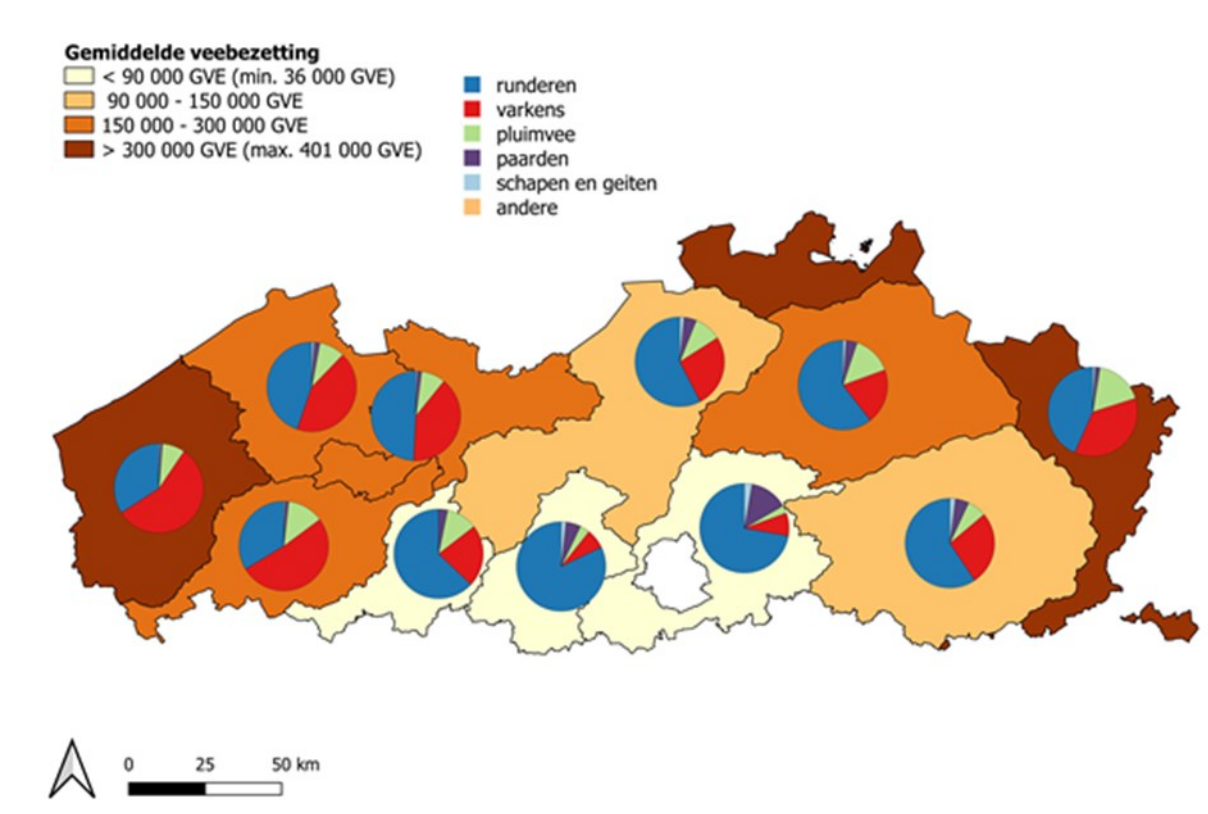 Gemiddelde veebezetting
< 90 000 GVE (min. 36 000 GVE)
90 000 - 150 000 GVE
150 000 - 300 000 GVE
> 300 000 GVE (max. 401 000 GVE)
runderen
varkens
pluimvee
paarden
schapen en geiten
andere
0 25 50 km